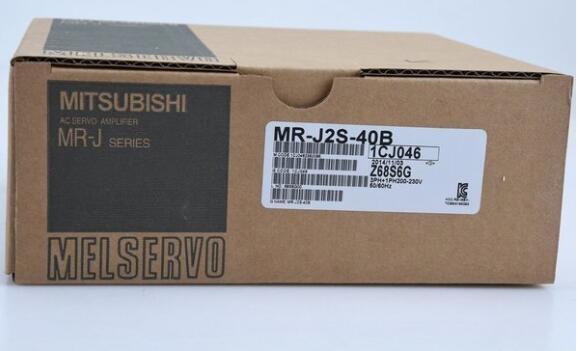 MITSUBISHI
AC SERVO AMPLIFIER
MR-J SERIES
MELSERVO
MR-J2S-40B
1CJ046
2014/11/03
Z68S6G
3PH+1PH200-230V
50/60Hz